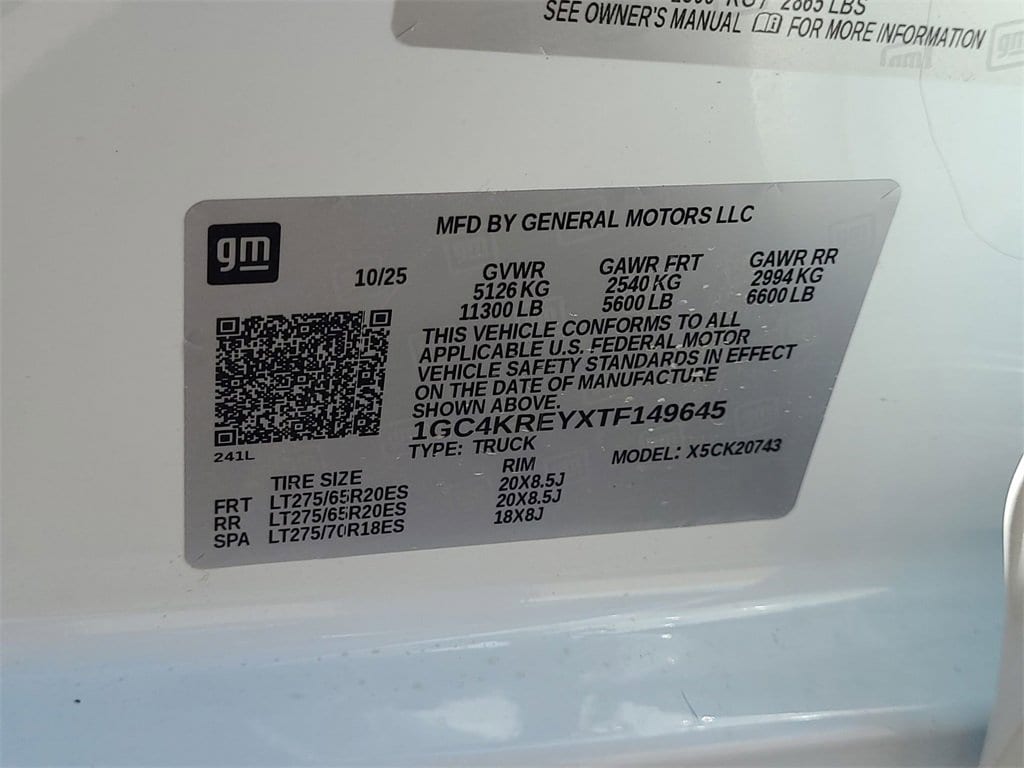 KG / 2865 LBS
SEE OWNER'S MANUAL FOR MORE INFORMATION
gm
MFD BY GENERAL MOTORS LLC
10/25
GVWR
5126 KG
11300 LB
GAWR FRT
2540 KG
5600 LB
GAWR RR
2994 KG
6600 LB
THIS VEHICLE CONFORMS TO ALL
APPLICABLE U.S. FEDERAL MOTOR
VEHICLE SAFETY STANDARDS IN EFFECT
ON THE DATE OF MANUFACTURE
SHOWN ABOVE.
1GC4KREYXTF149645
TYPE: TRUCK
MODEL: X5CK20743
241L
TIRE SIZE RIM
FRT LT275/65R20ES 20X8.5J
RR LT275/65R20ES 20X8.5J
SPA LT275/70R18ES 18X8J